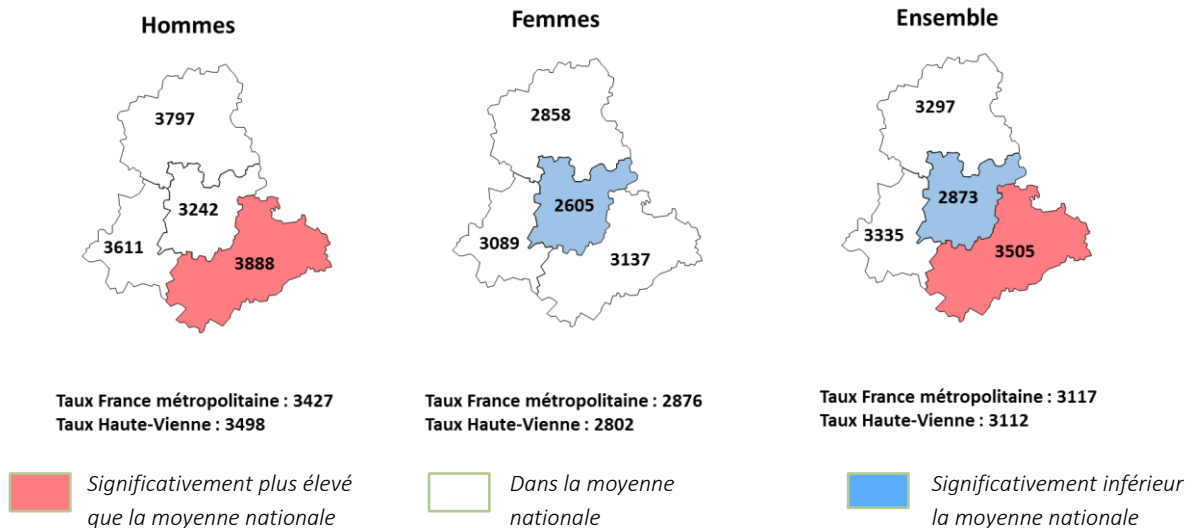 Hommes
3797
3242
3611
3888
Taux France métropolitaine : 3427
Taux Haute-Vienne : 3498
Femmes
2858
2605
3089
3137
Taux France métropolitaine : 2876
Taux Haute-Vienne : 2802
Ensemble
3297
2873
3335
3505
Taux France métropolitaine : 3117
Taux Haute-Vienne : 3112
Significativement plus élevé
que la moyenne nationale
Dans la moyenne
nationale
Significativement inférieur
la moyenne nationale